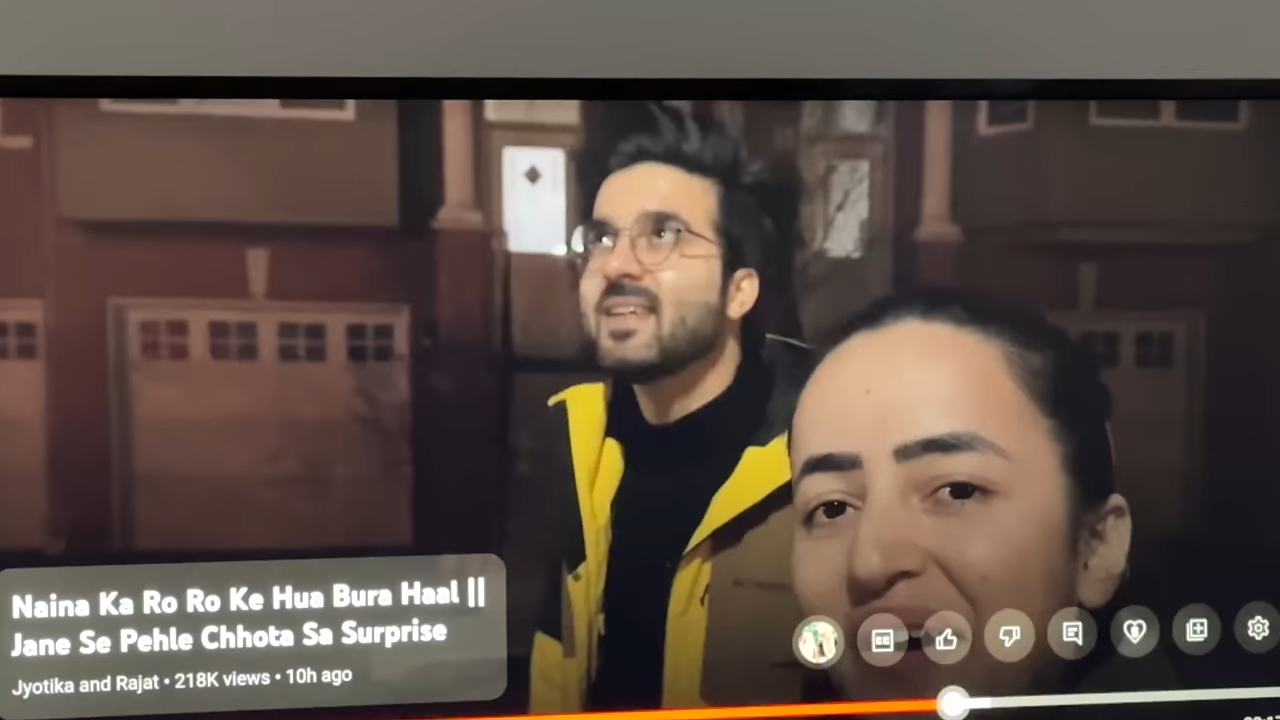 Naina Ka Ro Ro Ke Hua Bura Haal ||
Jane Se Pehle Chhota Sa Surprise
Jyotika and Rajat • 218K views • 10h ago
CC